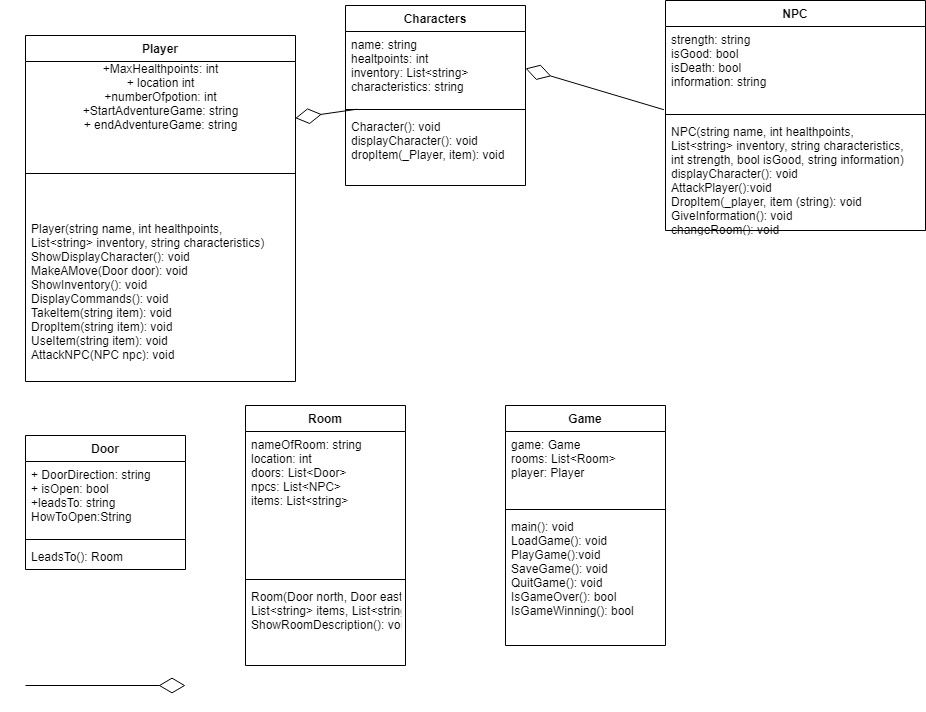 Player
+MaxHealthpoints: int
+ location int
+numberOfpotion: int
+StartAdventureGame: string
+ endAdventureGame: string
Player(string name, int healthpoints,
List<string> inventory, string characteristics)
ShowDisplayCharacter(): void
MakeAMove(Door door): void
ShowInventory(): void
DisplayCommands(): void
TakeItem(string item): void
DropItem(string item): void
UseItem(string item): void
AttackNPC(NPC npc): void
Characters
name: string
healtpoints: int
inventory: List<string>
characteristics: string
Character(): void
displayCharacter(): void
dropItem(_Player, item): void
NPC
strength: string
isGood: bool
isDeath: bool
information: string
NPC(string name, int healthpoints,
List<string> inventory, string characteristics,
int strength, bool isGood, string information)
displayCharacter(): void
AttackPlayer():void
DropItem(_player, item (string): void
GiveInformation(): void
changeRoom(): void
Door
+ DoorDirection: string
+ isOpen: bool
+leadsTo: string
HowToOpen:String
LeadsTo(): Room
Room
nameOfRoom: string
location: int
doors: List<Door>
npcs: List<NPC>
items: List<string>
Room(Door north, Door east
List<string> items, List<strin
ShowRoomDescription(): vo
Game
game: Game
rooms: List<Room>
player: Player
main(): void
LoadGame(): void
PlayGame():void
SaveGame(): void
QuitGame(): void
IsGameOver(): bool
IsGameWinning(): bool